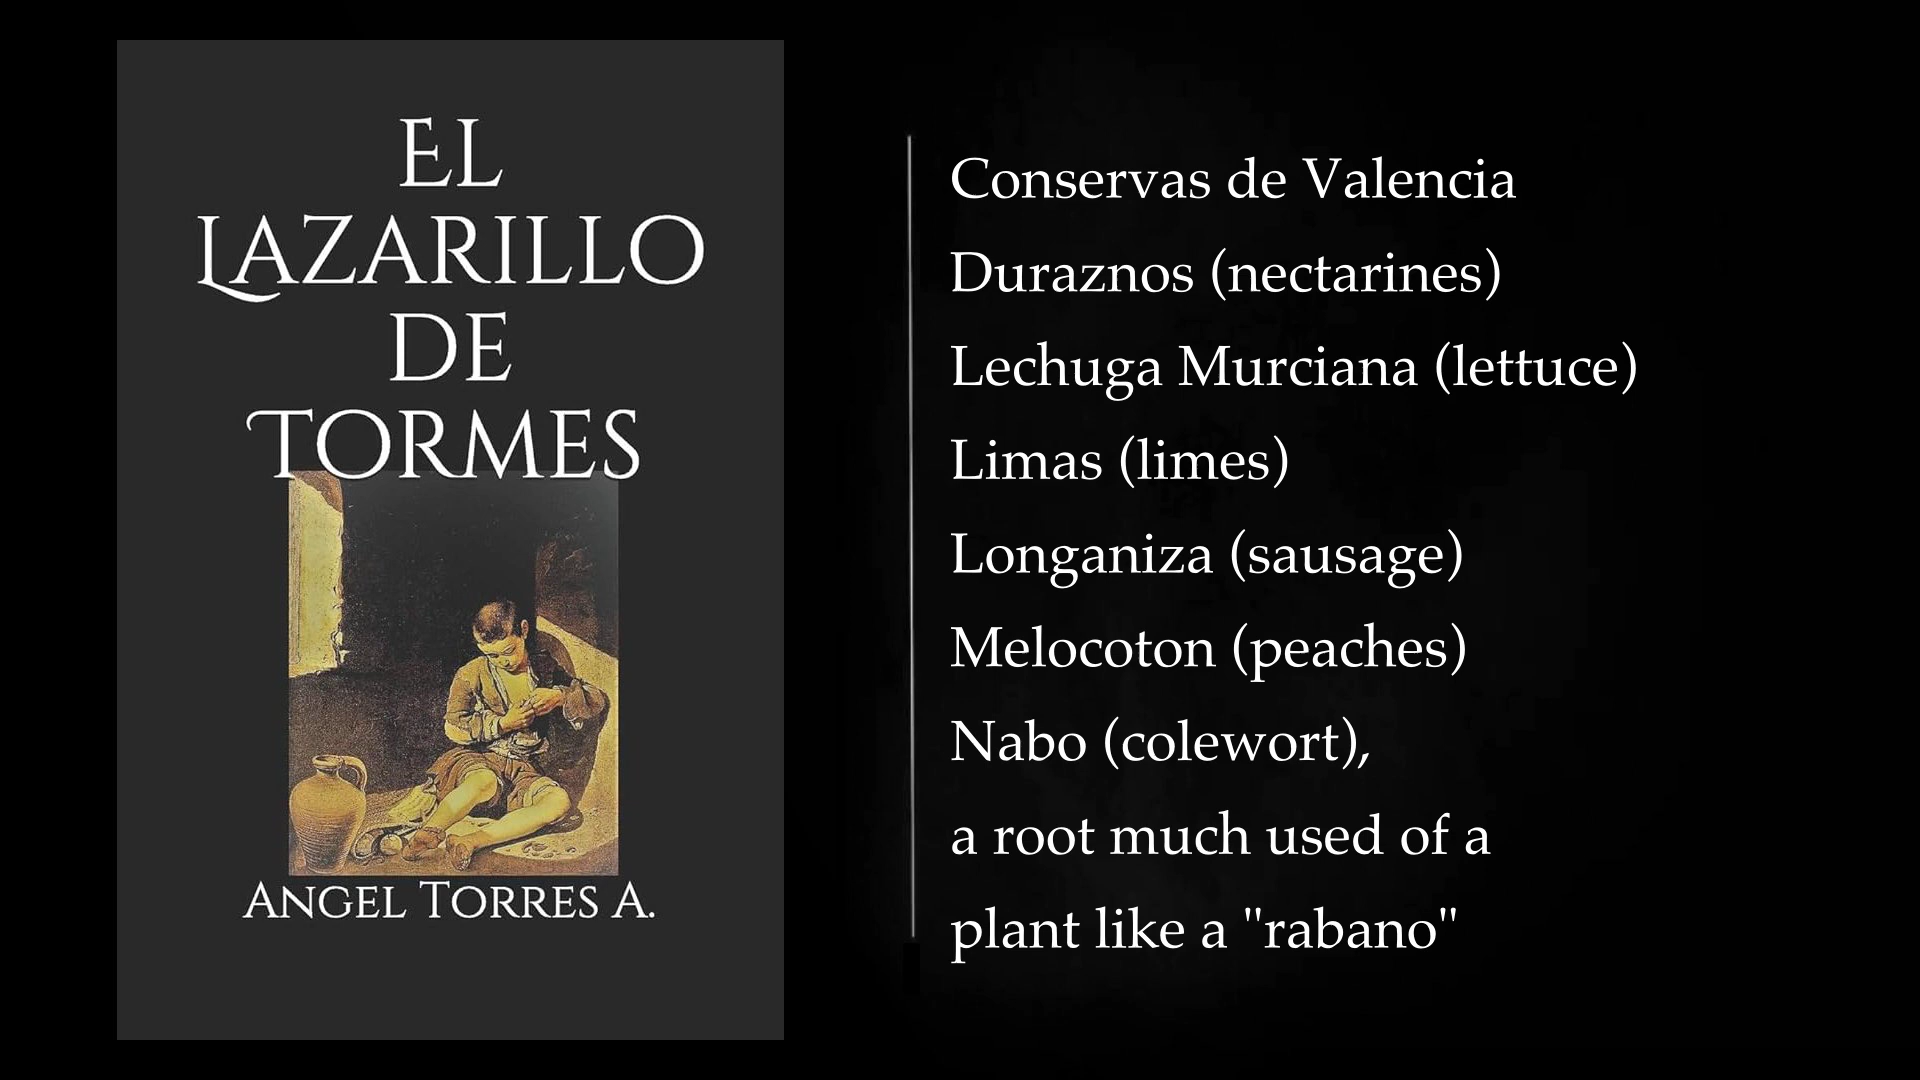 EL
LAZARILLO
DE
TORMES
ANGEL TORRES A.
Conservas de Valencia
Duraznos (nectarines)
Lechuga Murciana (lettuce)
Limas (limes)
Longaniza (sausage)
Melocoton (peaches)
Nabo (colewort),
a root much used of a
plant like a "rabano"